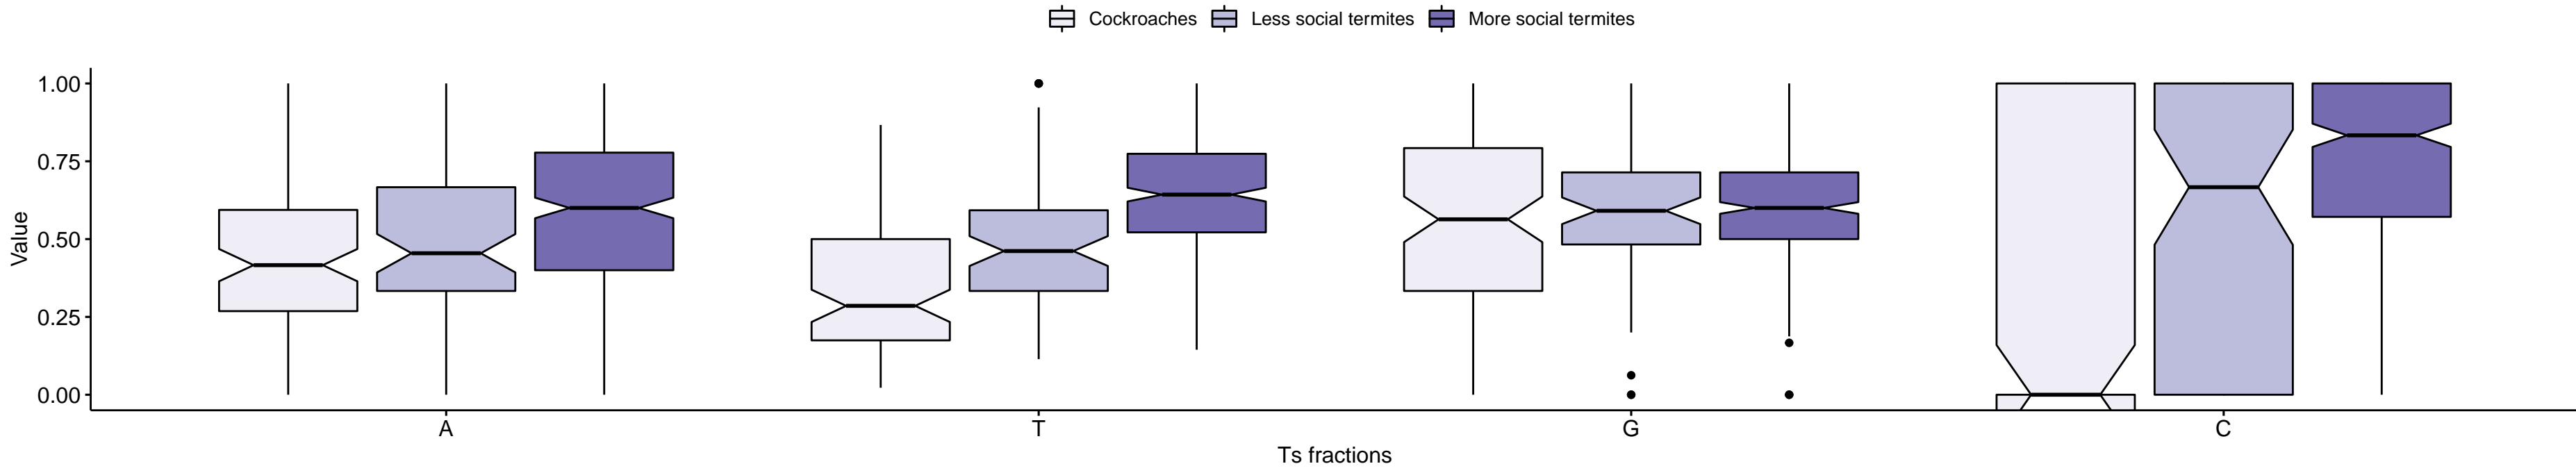 Cockroaches Less social termites More social termites
Value
1.00
0.75
0.50
0.25
0.00
A T G C
Ts fractions